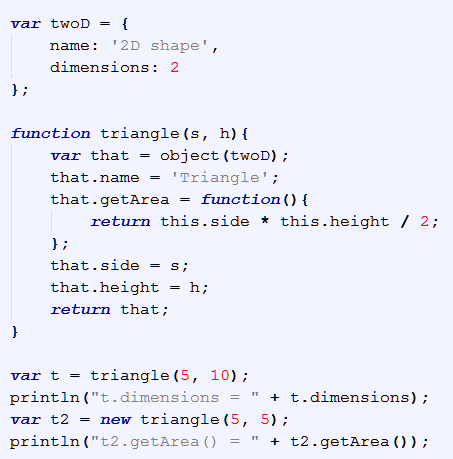 var twoD = {
    name: '2D shape',
    dimensions: 2
};

function triangle(s, h){
    var that = object(twoD);
    that.name = 'Triangle';
    that.getArea = function(){
        return this.side * this.height / 2;
    };
    that.side = s;
    that.height = h;
    return that;
}

var t = triangle(5, 10);
println("t.dimensions = " + t.dimensions);
var t2 = new triangle(5, 5);
println("t2.getArea() = " + t2.getArea());